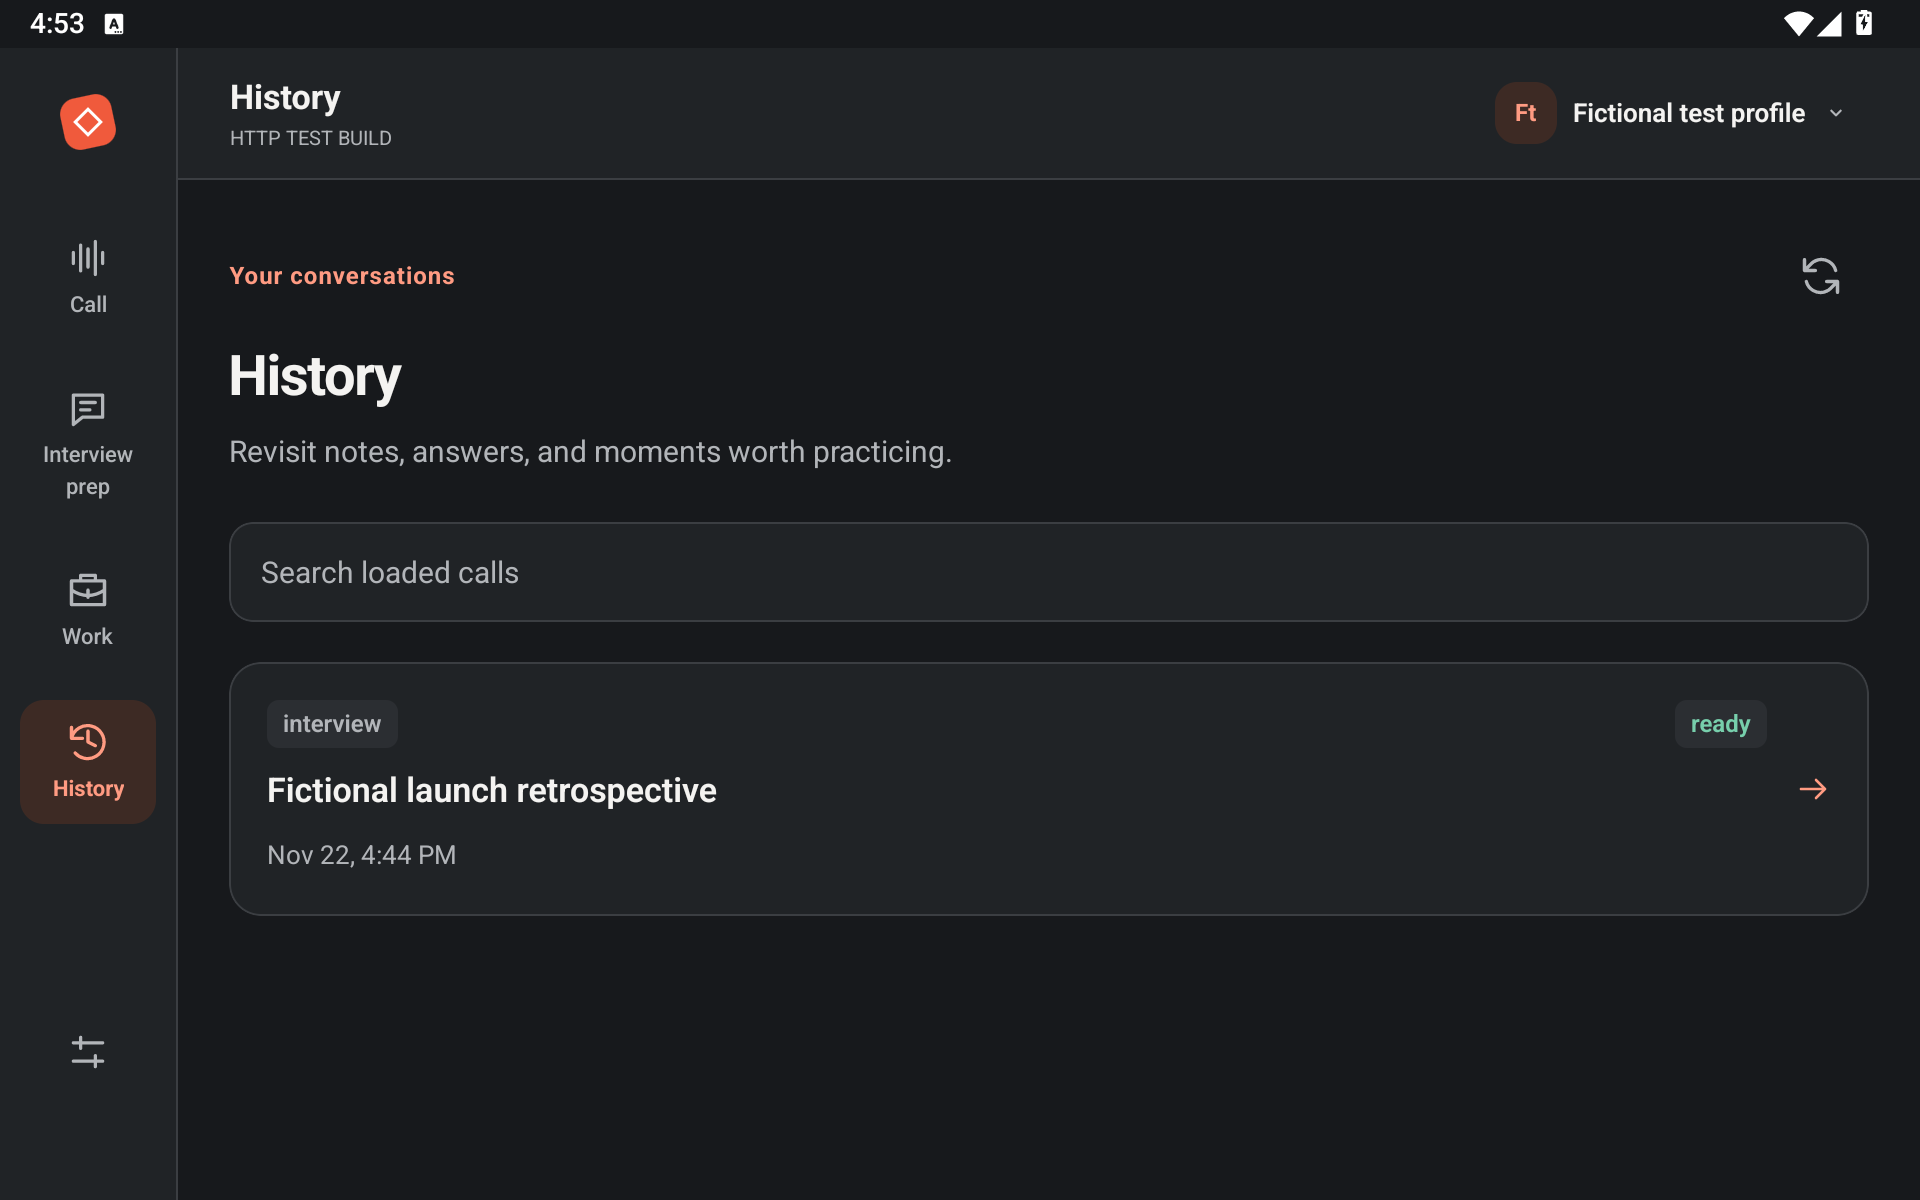 4:53
A
History
HTTP TEST BUILD
Ft
Fictional test profile
Call
Interview
prep
Work
History
Your conversations
History
Revisit notes, answers, and moments worth practicing.
Search loaded calls
interview
ready
Fictional launch retrospective
Nov 22, 4:44 PM